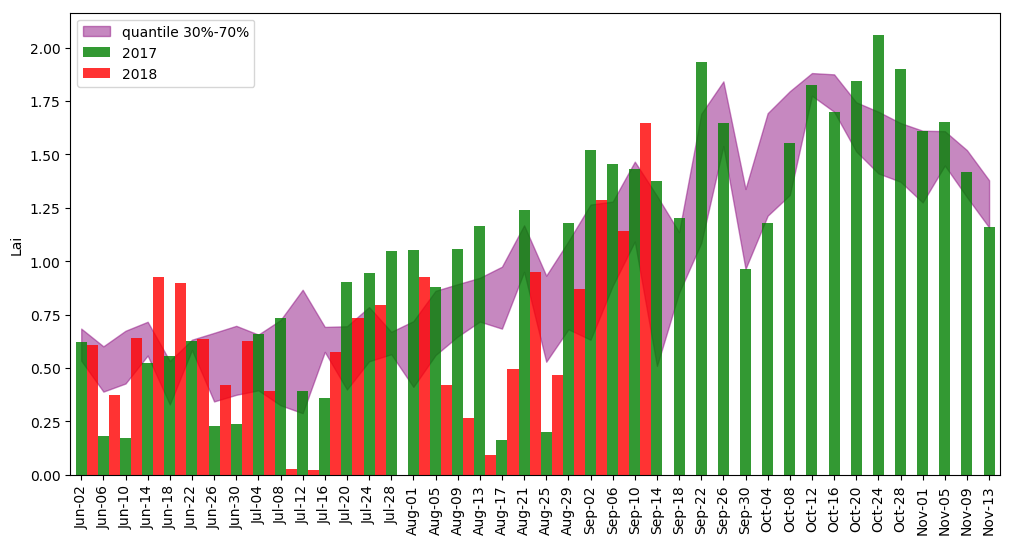 quantile 30%-70%
2017
2018
2.00
1.75
1.50
1.25
1.00
0.75
0.50
0.25
0.00
Lai
Jun-02
Jun-06
Jun-10
Jun-14
Jun-18
Jun-22
Jun-26
Jun-30
Jul-04
Jul-08
Jul-12
Jul-16
Jul-20
Jul-24
Jul-28
Aug-01
Aug-05
Aug-09
Aug-13
Aug-17
Aug-21
Aug-25
Aug-29
Sep-02
Sep-06
Sep-10
Sep-14
Sep-18
Sep-22
Sep-26
Sep-30
Oct-04
Oct-08
Oct-12
Oct-16
Oct-20
Oct-24
Oct-28
Nov-01
Nov-05
Nov-09
Nov-13